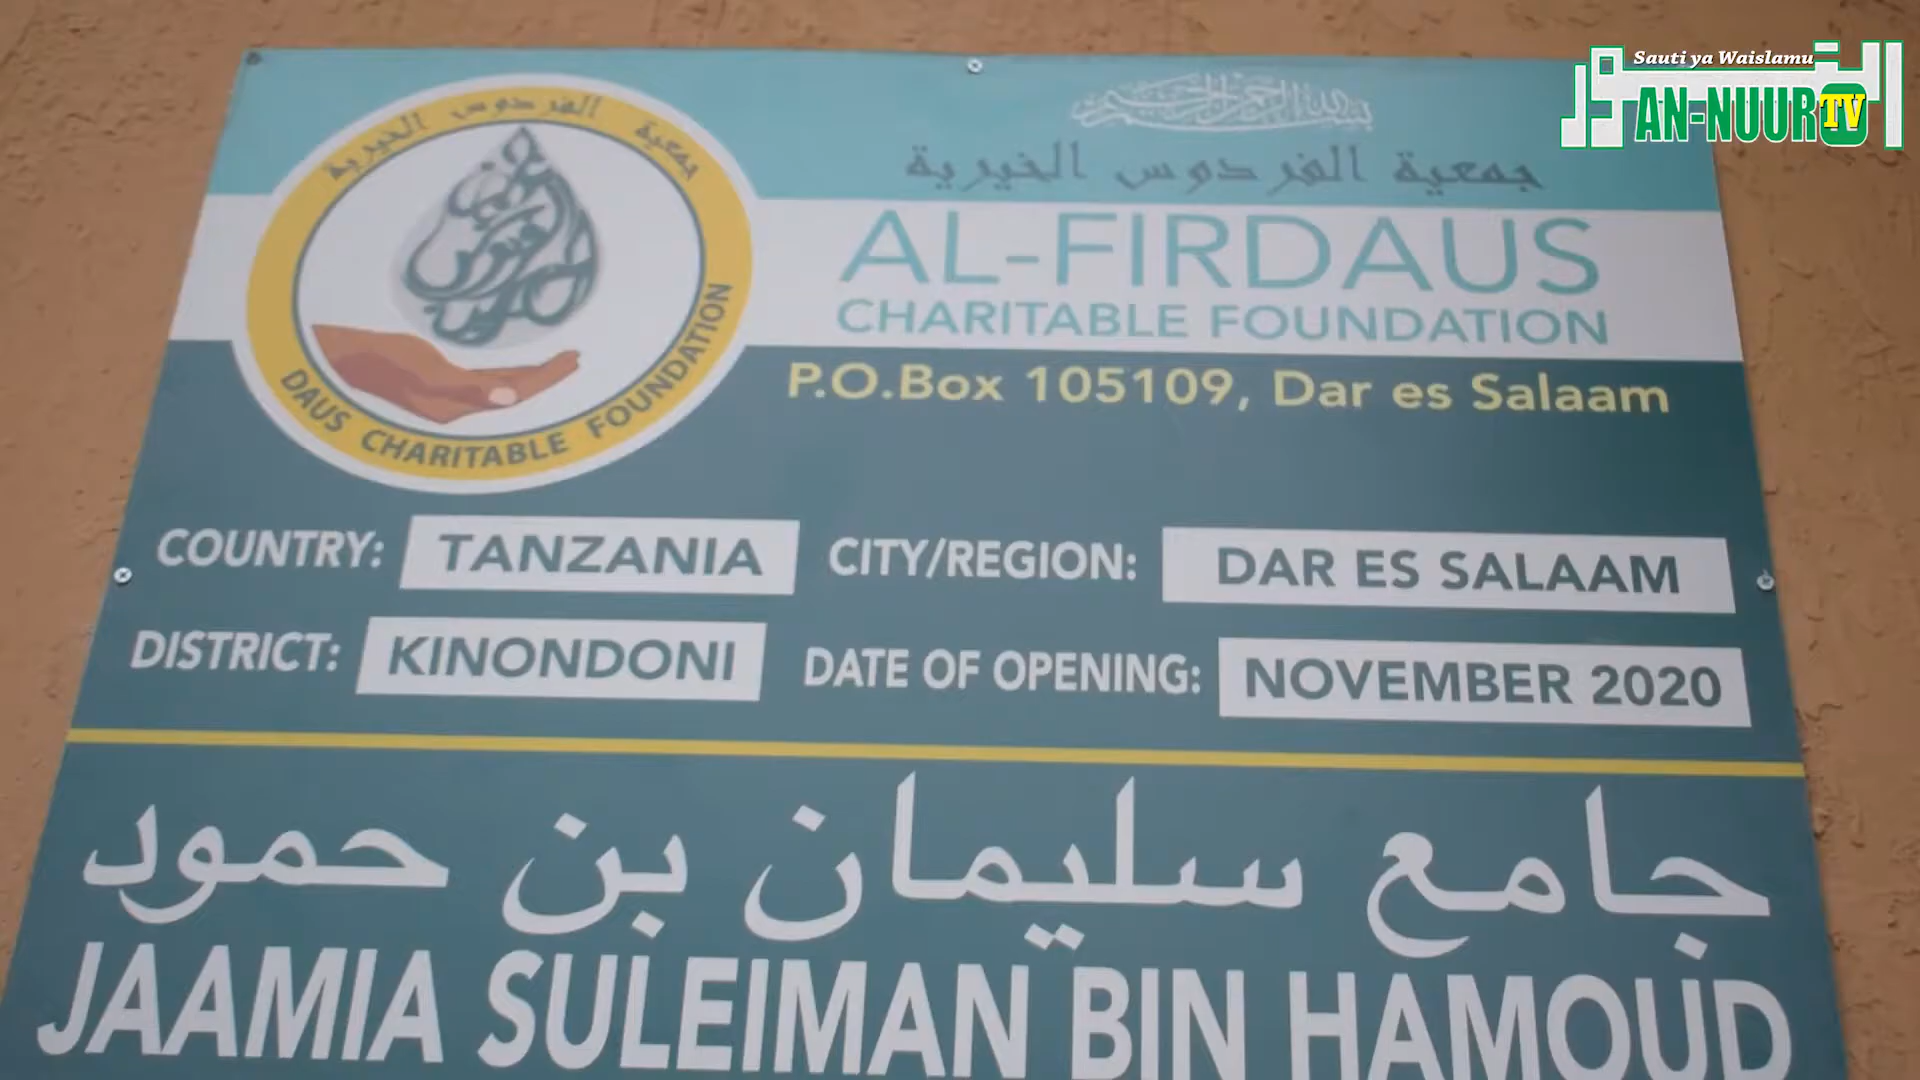 Sauti ya Waislamu
AN-NUUR TV
بسم الله الرحمن الرحيم
جمعية الفردوس الخيرية
AL-FIRDAUS
CHARITABLE FOUNDATION
P.O.Box 105109, Dar es Salaam
جمعية الفردوس الخيرية
DAUS CHARITABLE FOUNDATION
COUNTRY: TANZANIA CITY/REGION: DAR ES SALAAM
DISTRICT: KINONDONI DATE OF OPENING: NOVEMBER 2020
جامع سليمان بن حمود
JAAMIA SULEIMAN BIN HAMOUD